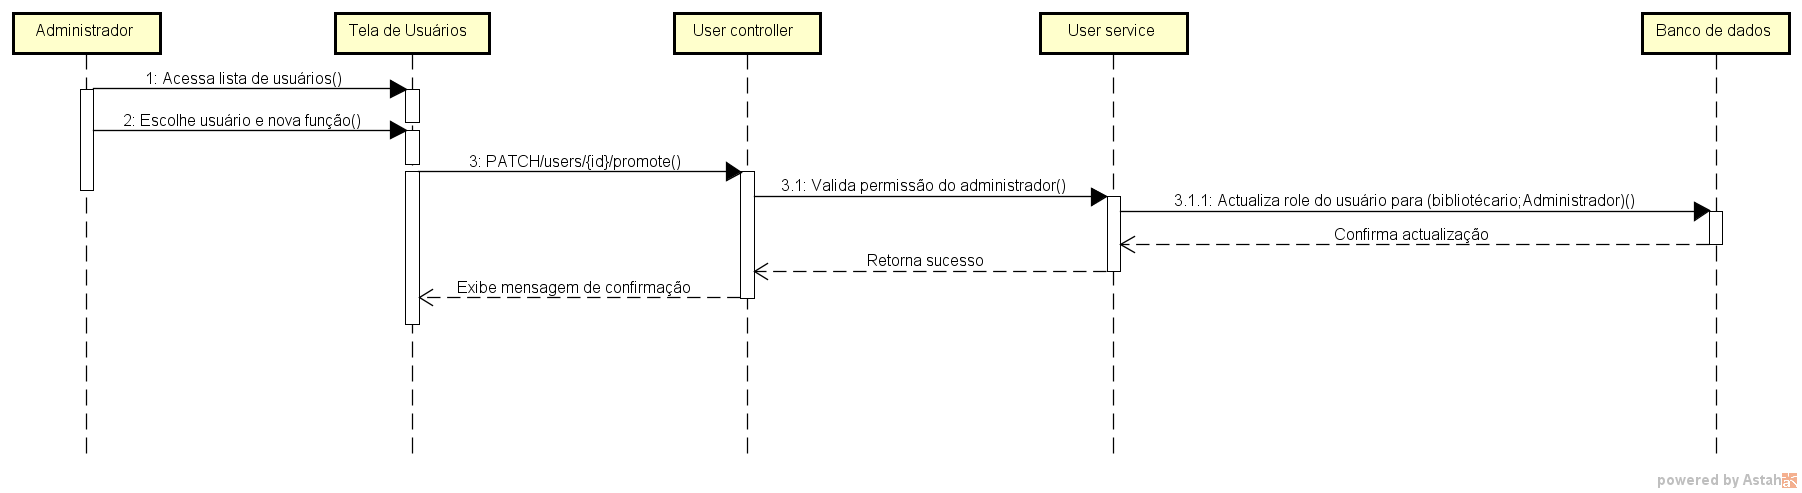 Administrador
Tela de Usuários
User controller
User service
Banco de dados
1: Acessa lista de usuários()
2: Escolhe usuário e nova função()
3: PATCH/users/{id}/promote()
3.1: Valida permissão do administrador()
3.1.1: Actualiza role do usuário para (bibliotécario;Administrador)()
Confirma actualização
Retorna sucesso
Exibe mensagem de confirmação
powered by Astah